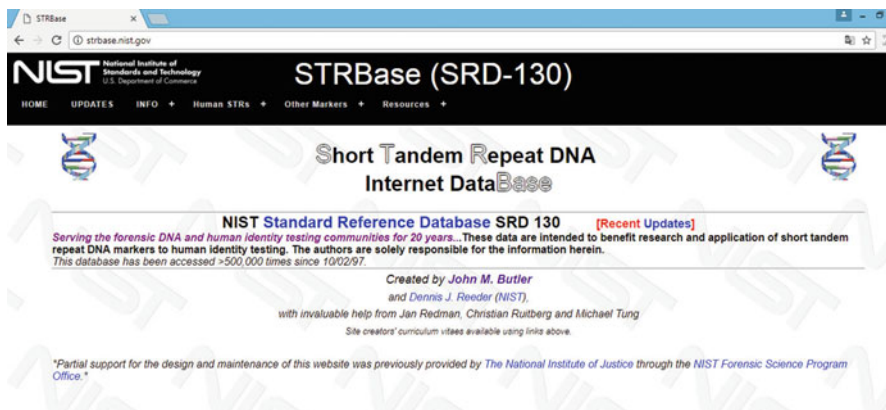 STRBase
strbase.nist.gov
NIST National Institute of Standards and Technology U.S. Department of Commerce STRBase (SRD-130)
HOME UPDATES INFO + Human STRs + Other Markers + Resources +
Short Tandem Repeat DNA
Internet DataBase
NIST Standard Reference Database SRD 130 [Recent Updates]
Serving the forensic DNA and human identity testing communities for 20 years...These data are intended to benefit research and application of short tandem
repeat DNA markers to human identity testing. The authors are solely responsible for the information herein.
This database has been accessed >500,000 times since 10/02/97.
Created by John M. Butler
and Dennis J. Reeder (NIST),
with invaluable help from Jan Redman, Christian Ruitberg and Michael Tung
Site creators' curriculum vitaes available using links above.
*Partial support for the design and maintenance of this website was previously provided by The National Institute of Justice through the NIST Forensic Science Program
Office.*